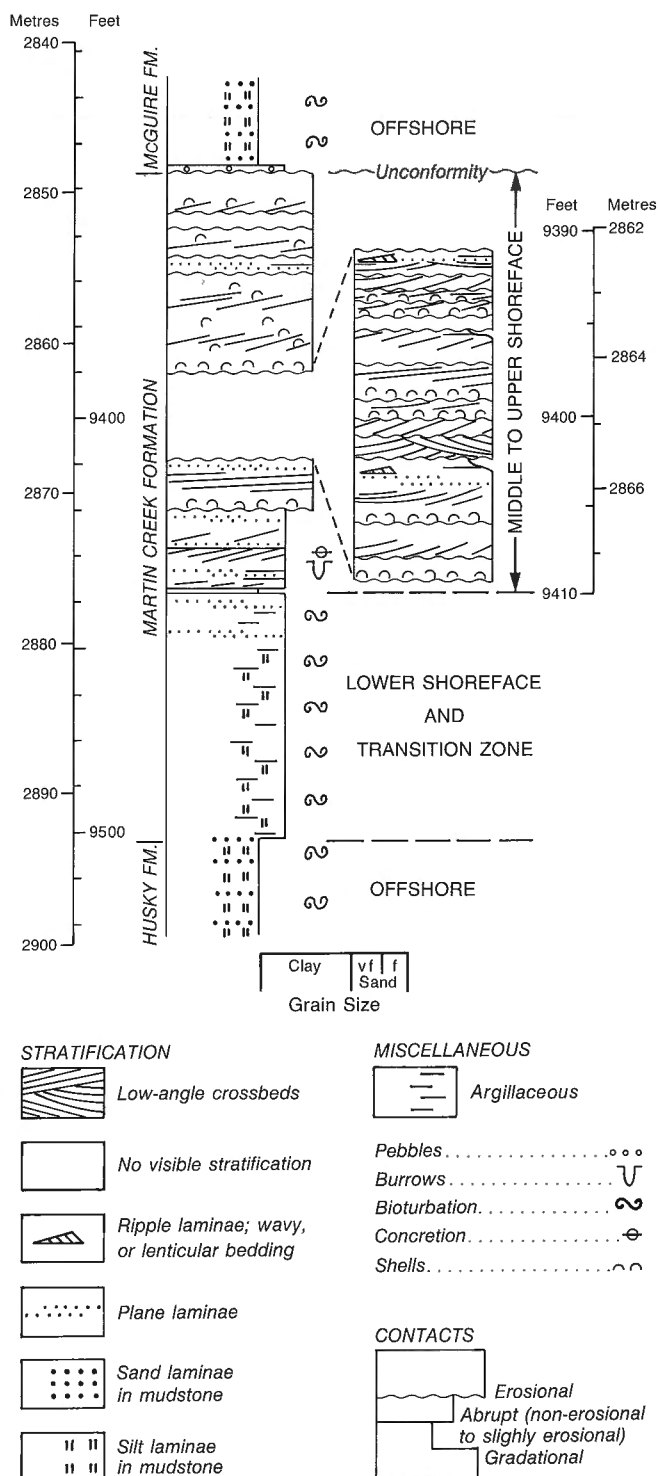 Metres Feet
2840
2850
2860
9400
2870
2880
2890
9500
2900
McGUIRE FM.
MARTIN CREEK FORMATION
HUSKY FM.
OFFSHORE
Unconformity
MIDDLE TO UPPER SHOREFACE
Feet Metres
9390 2862
2864
9400
2866
9410
LOWER SHOREFACE
AND
TRANSITION ZONE
OFFSHORE
Clay vf f
Sand
Grain Size
STRATIFICATION
Low-angle crossbeds
No visible stratification
Ripple laminae; wavy,
or lenticular bedding
Plane laminae
Sand laminae
in mudstone
Silt laminae
in mudstone
MISCELLANEOUS
Argillaceous
Pebbles
Burrows
Bioturbation
Concretion
Shells
CONTACTS
Erosional
Abrupt (non-erosional
to slighly erosional)
Gradational